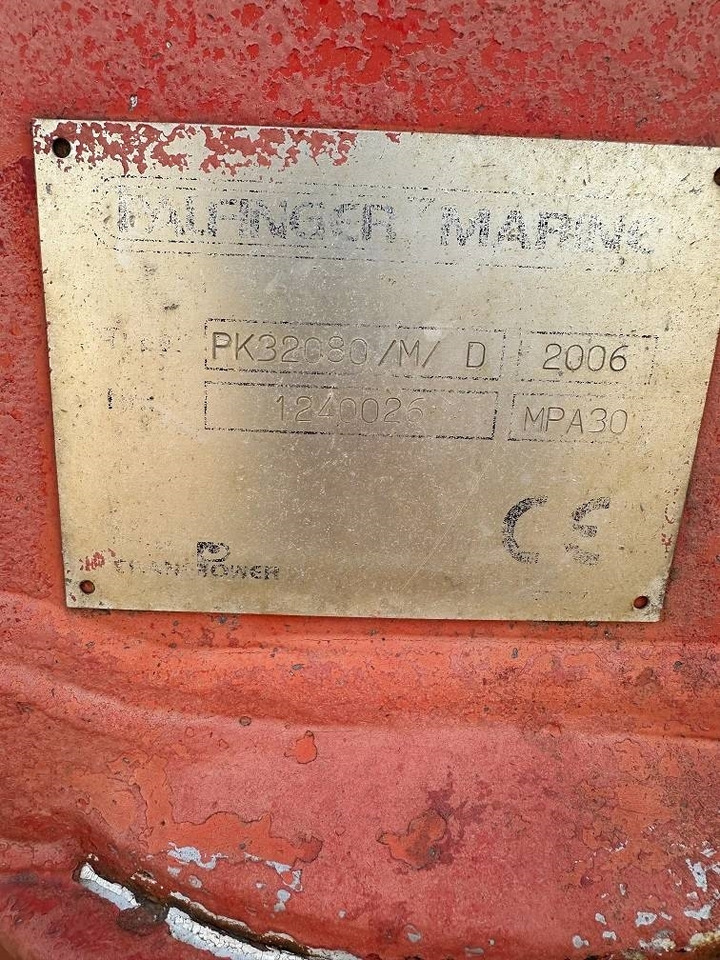 PALFINGER MARINE
PK32080/M/ D 2006
1240026 MPA30
CE